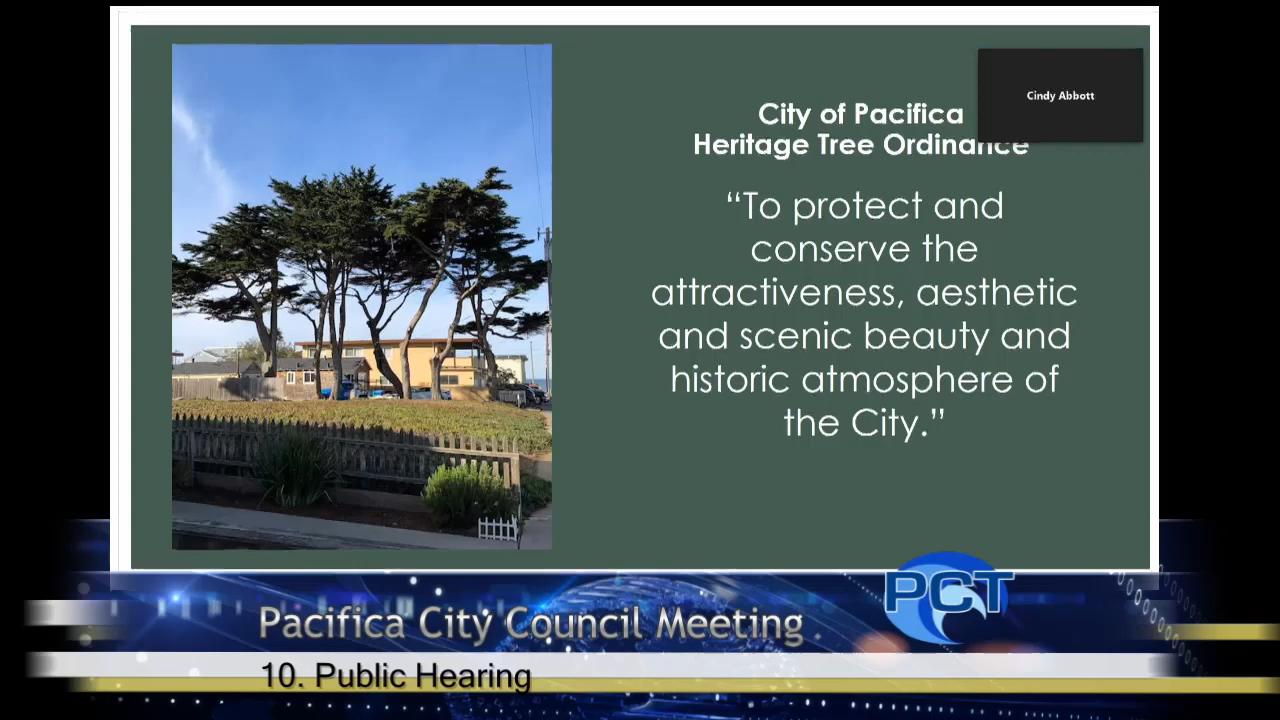 Cindy Abbott
City of Pacifica
Heritage Tree Ordinance
“To protect and
conserve the
attractiveness, aesthetic
and scenic beauty and
historic atmosphere of
the City.”
PCT
Pacifica City Council Meeting
10. Public Hearing